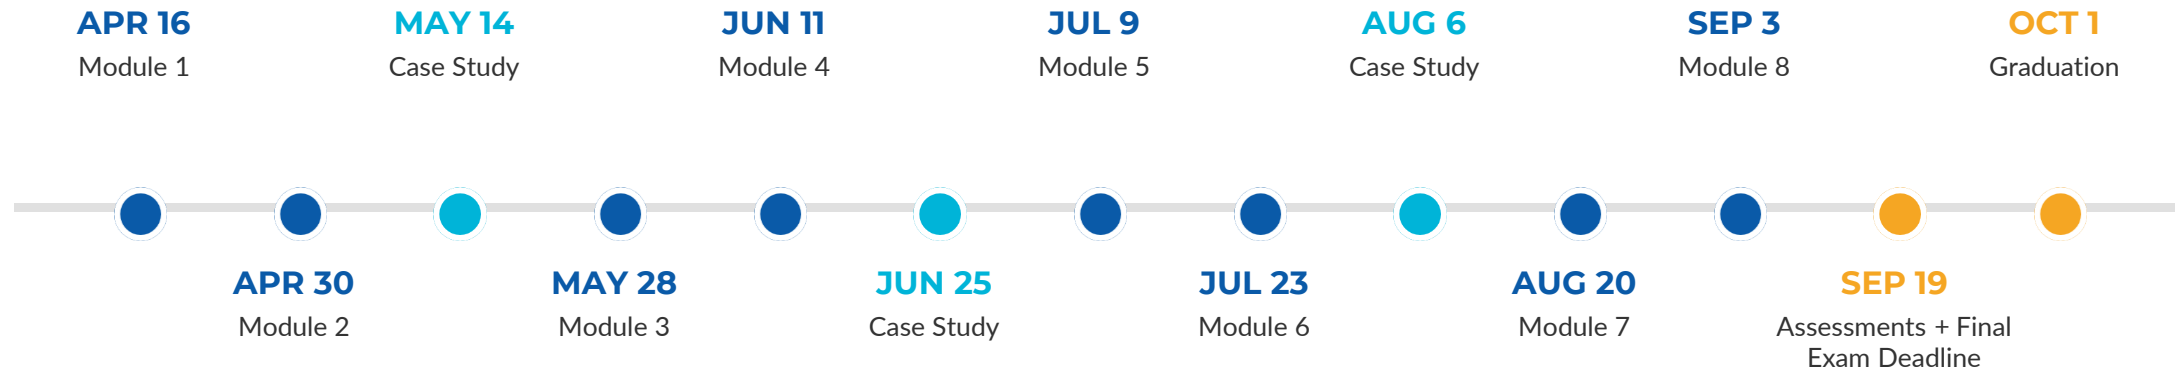 APR 16
Module 1
MAY 14
Case Study
JUN 11
Module 4
JUL 9
Module 5
AUG 6
Case Study
SEP 3
Module 8
OCT 1
Graduation
APR 30
Module 2
MAY 28
Module 3
JUN 25
Case Study
JUL 23
Module 6
AUG 20
Module 7
SEP 19
Assessments + Final
Exam Deadline